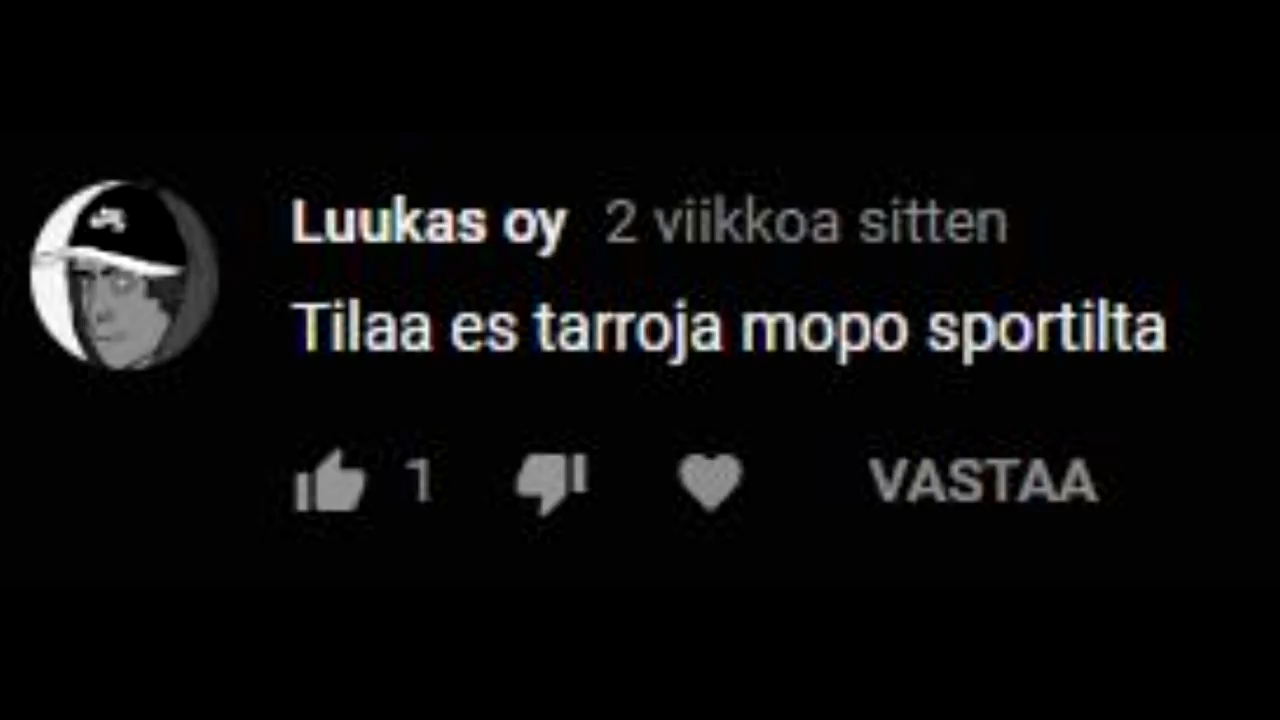 Luukas oy 2 viikkoa sitten
Tilaa es tarroja mopo sportilta
1 VASTAA